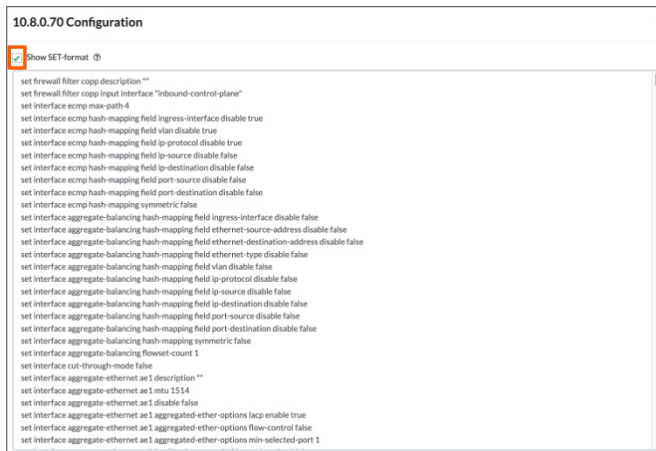 10.8.0.70 Configuration
Show SET-format
set firewall filter copp description ""
set firewall filter copp input interface "inbound-control-plane"
set interface ecmp max-path 4
set interface ecmp hash-mapping field ingress-interface disable true
set interface ecmp hash-mapping field vlan disable true
set interface ecmp hash-mapping field ip-protocol disable true
set interface ecmp hash-mapping field ip-source disable false
set interface ecmp hash-mapping field ip-destination disable false
set interface ecmp hash-mapping field port-source disable false
set interface ecmp hash-mapping field port-destination disable false
set interface ecmp hash-mapping symmetric false
set interface aggregate-balancing hash-mapping field ingress-interface disable false
set interface aggregate-balancing hash-mapping field ethernet-source-address disable false
set interface aggregate-balancing hash-mapping field ethernet-destination-address disable false
set interface aggregate-balancing hash-mapping field ethernet-type disable false
set interface aggregate-balancing hash-mapping field vlan disable false
set interface aggregate-balancing hash-mapping field ip-protocol disable false
set interface aggregate-balancing hash-mapping field ip-source disable false
set interface aggregate-balancing hash-mapping field ip-destination disable false
set interface aggregate-balancing hash-mapping field port-source disable false
set interface aggregate-balancing hash-mapping field port-destination disable false
set interface aggregate-balancing hash-mapping symmetric false
set interface aggregate-balancing flowset-count 1
set interface cut-through-mode false
set interface aggregate-ethernet ae1 description ""
set interface aggregate-ethernet ae1 mtu 1514
set interface aggregate-ethernet ae1 disable false
set interface aggregate-ethernet ae1 aggregated-ether-options lacp enable true
set interface aggregate-ethernet ae1 aggregated-ether-options flow-control false
set interface aggregate-ethernet ae1 aggregated-ether-options min-selected-port 1